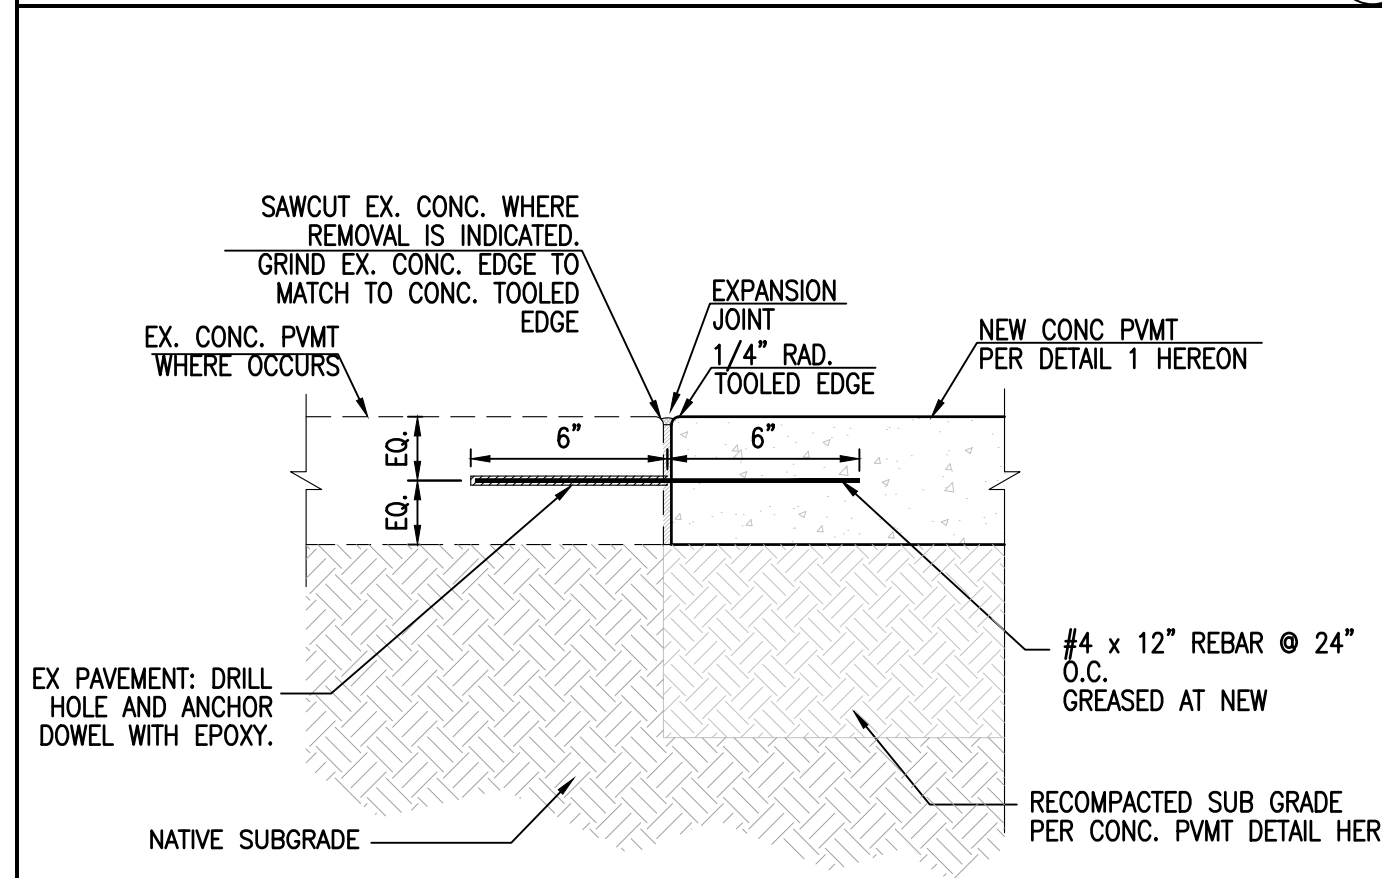 SAWCUT EX. CONC. WHERE
REMOVAL IS INDICATED.
GRIND EX. CONC. EDGE TO
MATCH TO CONC. TOOLED
EDGE
EXPANSION
JOINT
1/4" RAD.
TOOLED EDGE
EX. CONC. PVMT
WHERE OCCURS
NEW CONC PVMT
PER DETAIL 1 HEREON
EQ.
EQ.
6"
6"
#4 x 12" REBAR @ 24"
O.C.
GREASED AT NEW
EX PAVEMENT: DRILL
HOLE AND ANCHOR
DOWEL WITH EPOXY.
RECOMPACTED SUB GRADE
PER CONC. PVMT DETAIL HER
NATIVE SUBGRADE